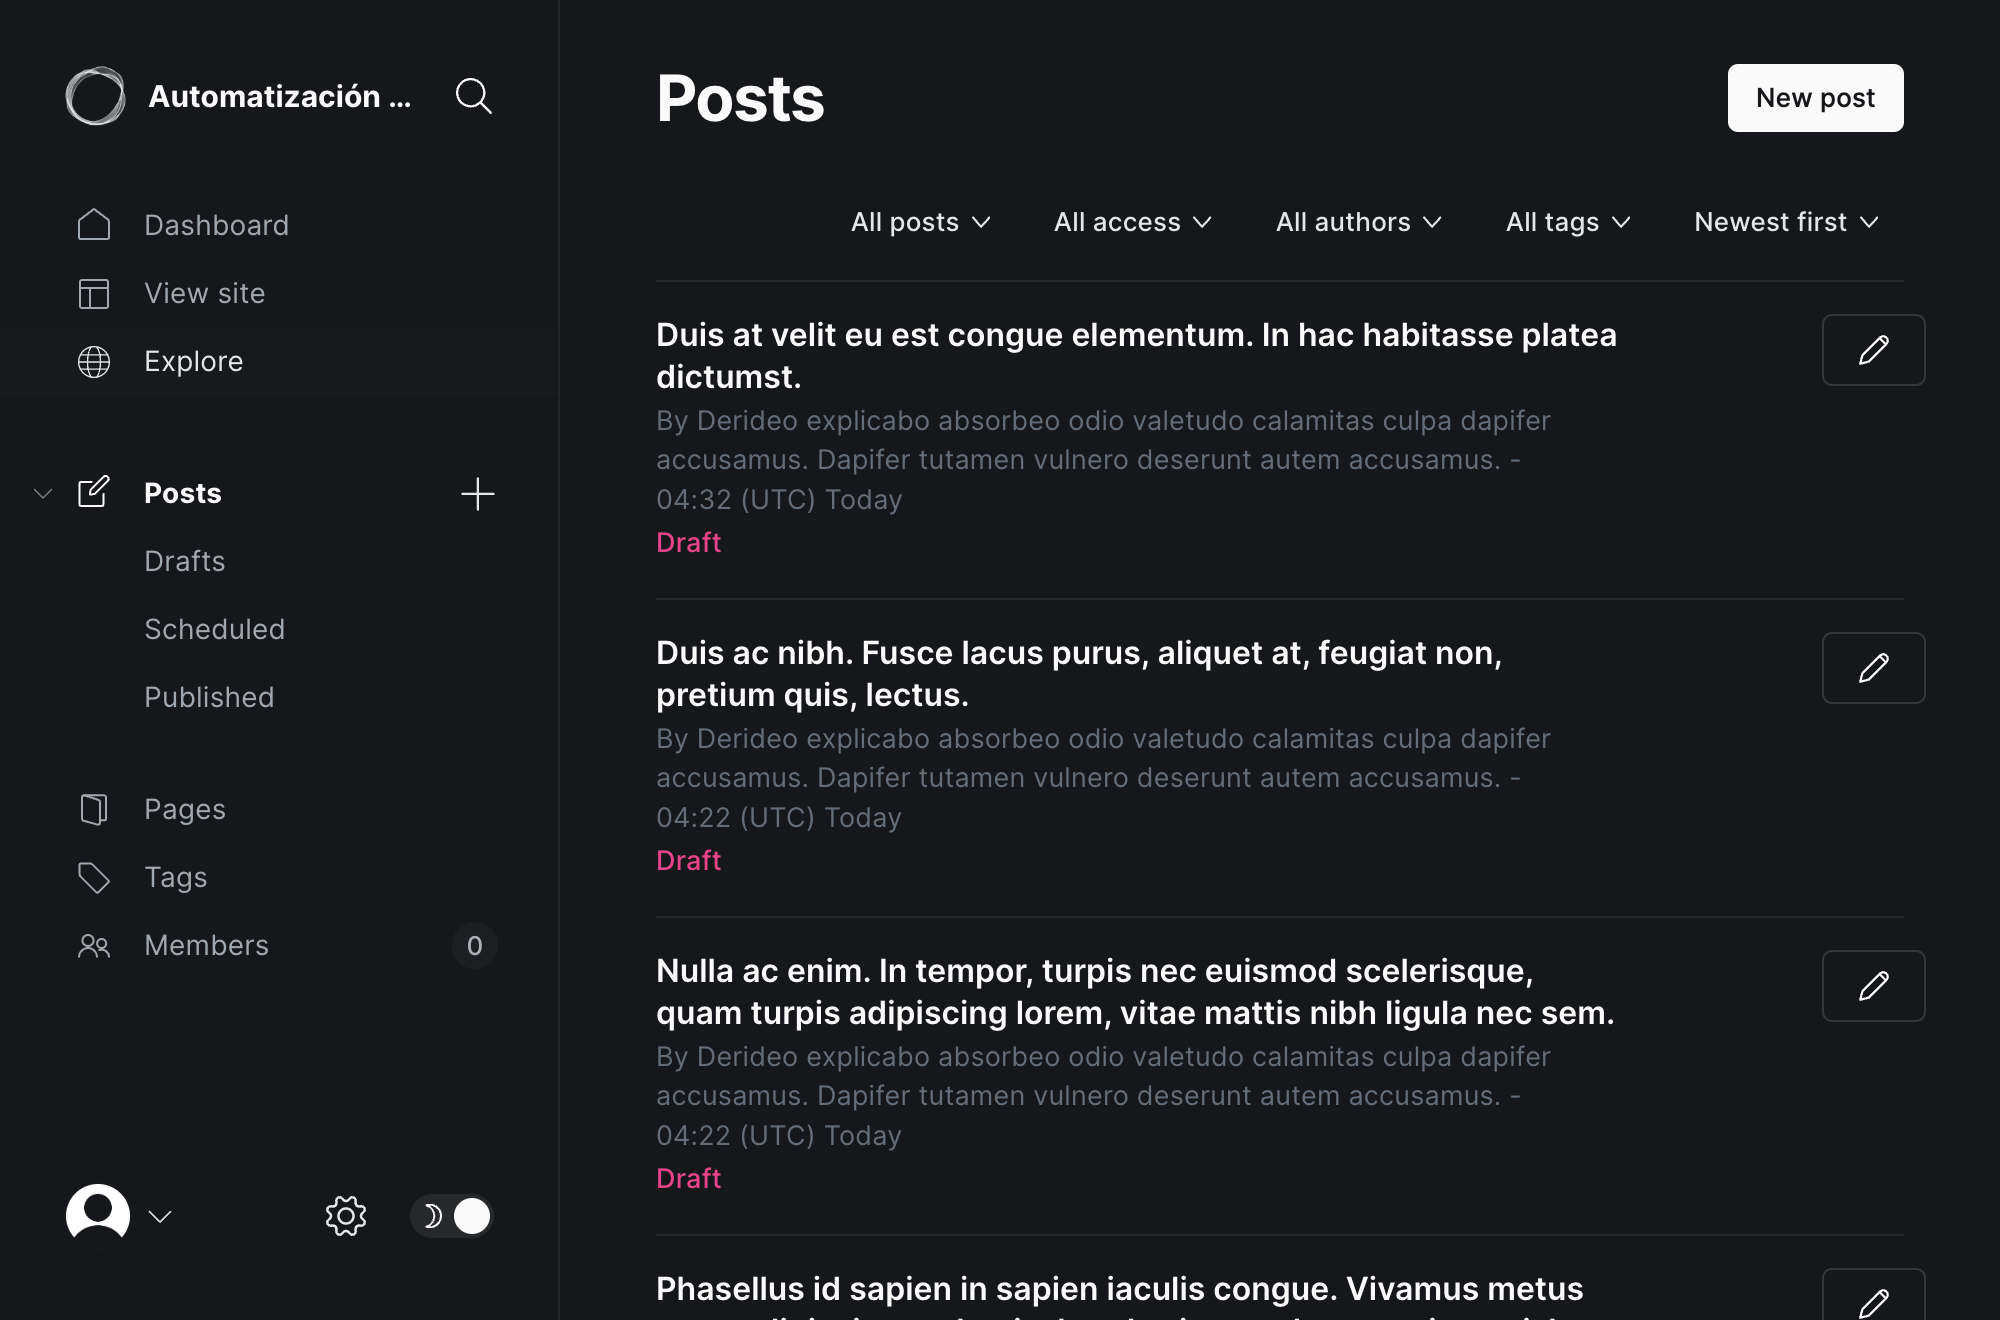 Automatización ...
Dashboard
View site
Explore
Posts
Drafts
Scheduled
Published
Pages
Tags
Members
0
Posts
New post
All posts
All access
All authors
All tags
Newest first
Duis at velit eu est congue elementum. In hac habitasse platea
dictumst.
By Derideo explicabo absorbeo odio valetudo calamitas culpa dapifer
accusamus. Dapifer tutamen vulnero deserunt autem accusamus. -
04:32 (UTC) Today
Draft
Duis ac nibh. Fusce lacus purus, aliquet at, feugiat non,
pretium quis, lectus.
By Derideo explicabo absorbeo odio valetudo calamitas culpa dapifer
accusamus. Dapifer tutamen vulnero deserunt autem accusamus. -
04:22 (UTC) Today
Draft
Nulla ac enim. In tempor, turpis nec euismod scelerisque,
quam turpis adipiscing lorem, vitae mattis nibh ligula nec sem.
By Derideo explicabo absorbeo odio valetudo calamitas culpa dapifer
accusamus. Dapifer tutamen vulnero deserunt autem accusamus. -
04:22 (UTC) Today
Draft
Phasellus id sapien in sapien iaculis congue. Vivamus metus